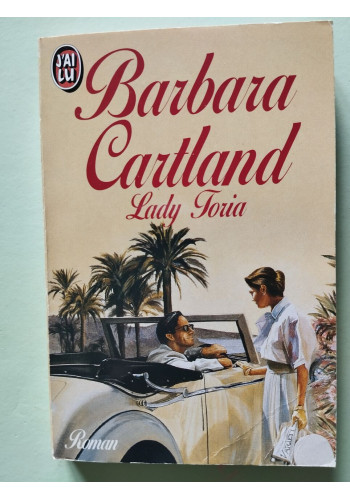 J'AI
LU
Barbara
Cartland
Lady Toria
Roman